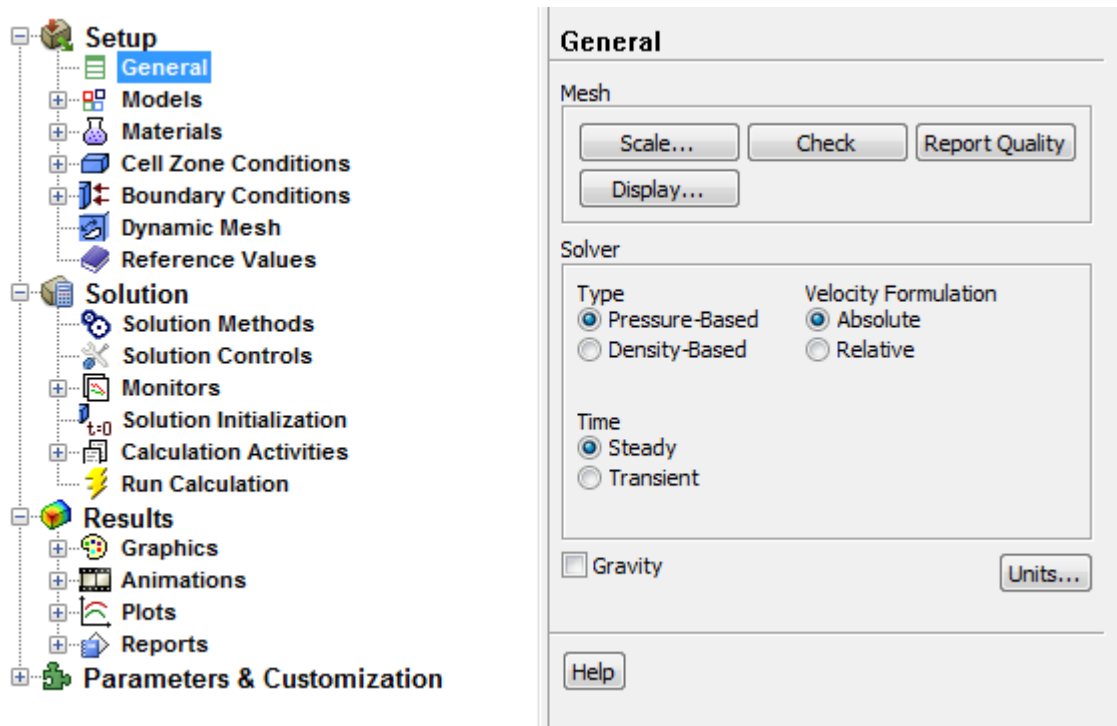 Setup
General
Models
Materials
Cell Zone Conditions
Boundary Conditions
Dynamic Mesh
Reference Values
Solution
Solution Methods
Solution Controls
Monitors
t=0 Solution Initialization
Calculation Activities
Run Calculation
Results
Graphics
Animations
Plots
Reports
Parameters & Customization
General
Mesh
Scale... Check Report Quality
Display...
Solver
Type Velocity Formulation
Pressure-Based Absolute
Density-Based Relative
Time
Steady
Transient
Gravity Units...
Help